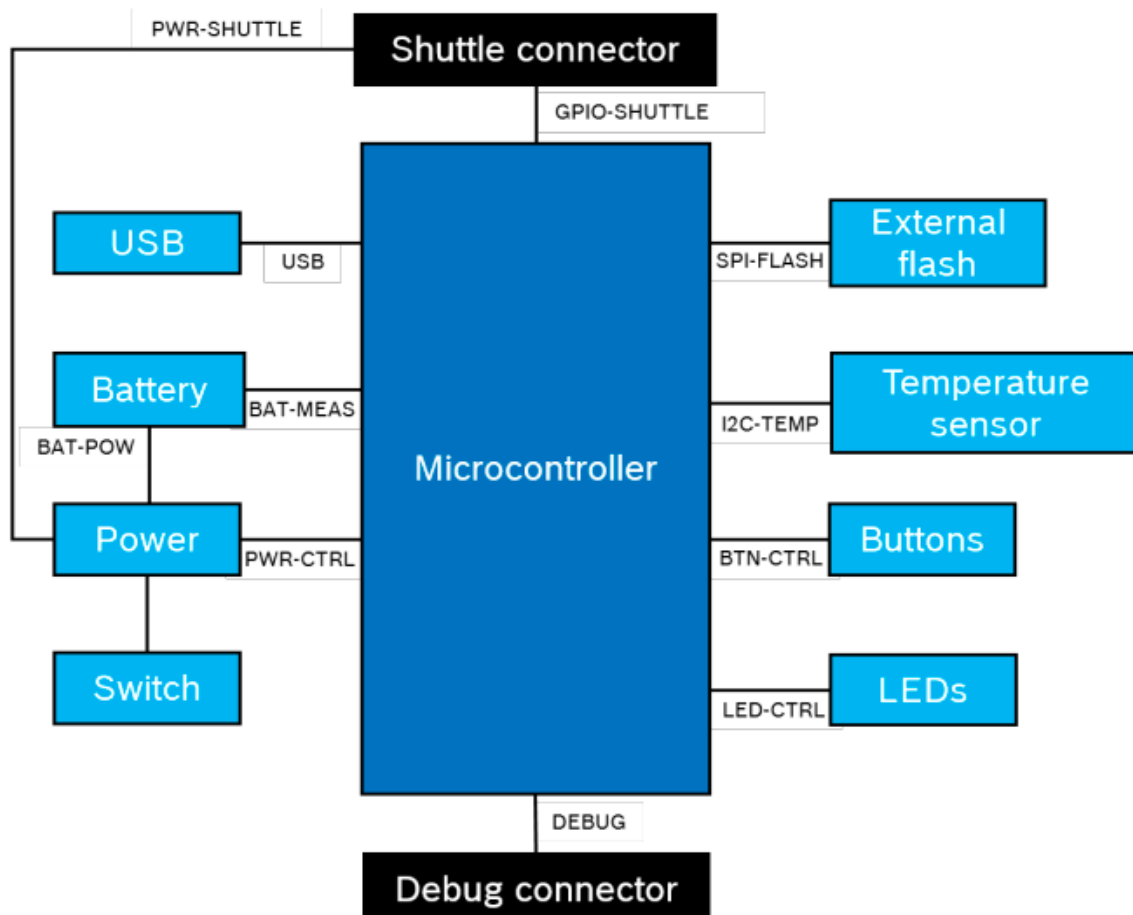 PWR-SHUTTLE
Shuttle connector
GPIO-SHUTTLE
USB
USB
External
flash
SPI-FLASH
Battery
BAT-MEAS
Temperature
sensor
I2C-TEMP
BAT-POW
Microcontroller
Power
PWR-CTRL
Buttons
BTN-CTRL
Switch
LEDs
LED-CTRL
DEBUG
Debug connector